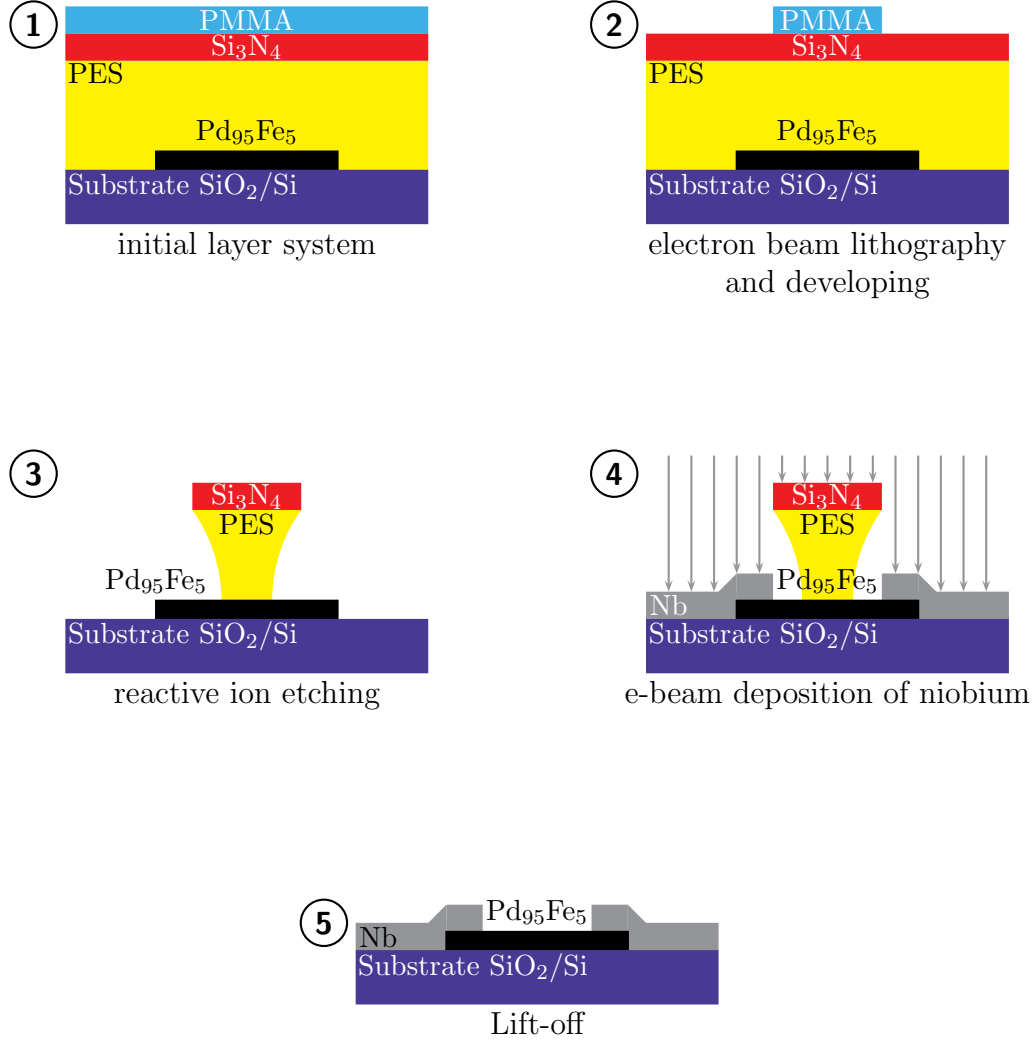 1
PMMA
Si₃N₄
PES
Pd₉₅Fe₅
Substrate SiO₂/Si
initial layer system
2
PMMA
Si₃N₄
PES
Pd₉₅Fe₅
Substrate SiO₂/Si
electron beam lithography
and developing
3
Si₃N₄
PES
Pd₉₅Fe₅
Substrate SiO₂/Si
reactive ion etching
4
Si₃N₄
PES
Pd₉₅Fe₅
Nb
Substrate SiO₂/Si
e-beam deposition of niobium
5
Pd₉₅Fe₅
Nb
Substrate SiO₂/Si
Lift-off